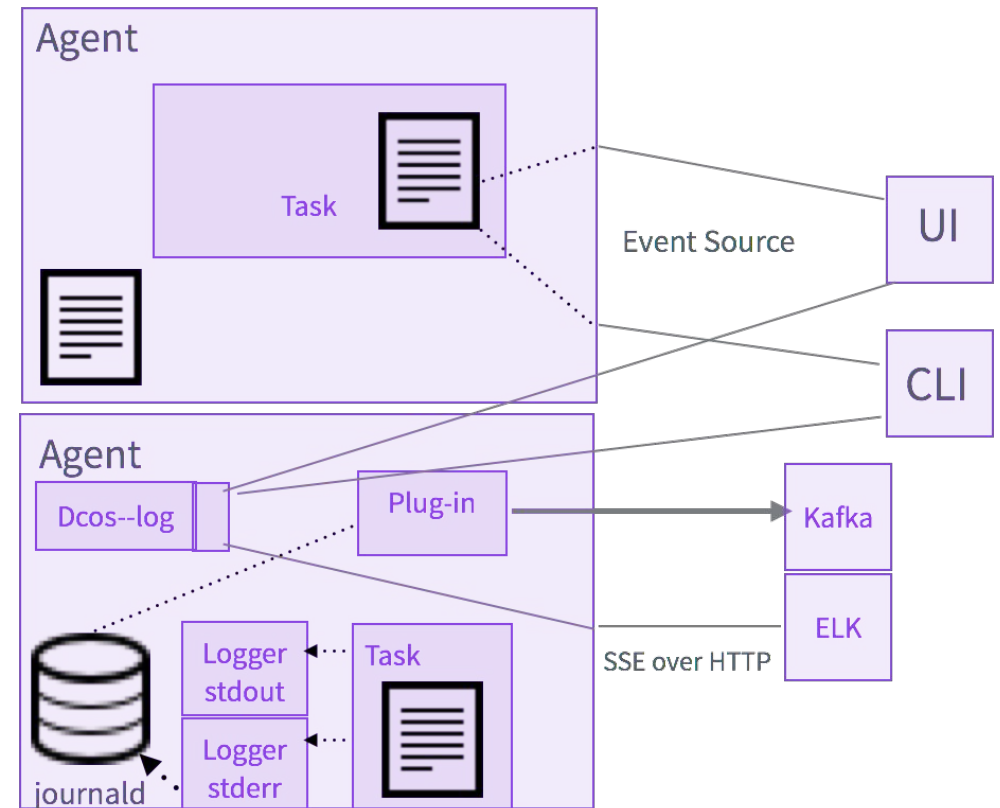 Agent
Task
Event Source
UI
CLI
Agent
Dcos--log
Plug-in
Kafka
ELK
SSE over HTTP
Logger
stdout
Task
Logger
stderr
journald